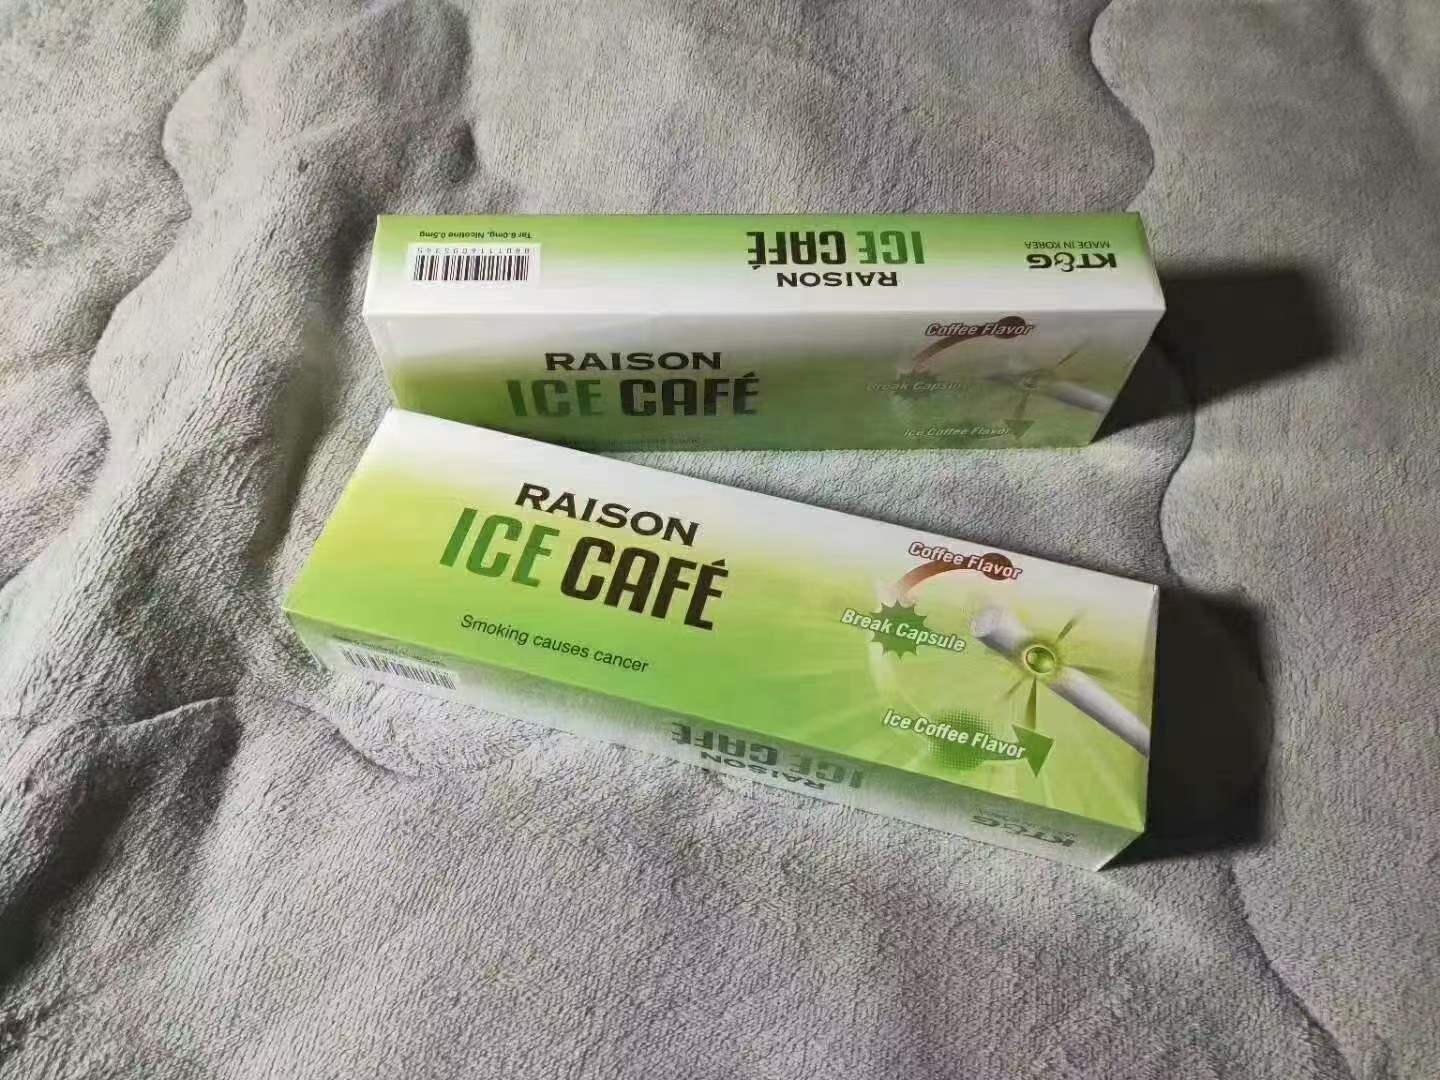 Tar 6.0mg, Nicotine 0.5mg
RAISON
ICE CAFÉ
KT&G
MADE IN KOREA
RAISON
ICE CAFÉ
Coffee Flavor
Break Capsule
Ice Coffee Flavor
RAISON
ICE CAFÉ
Smoking causes cancer
Coffee Flavor
Break Capsule
Ice Coffee Flavor
RAISON
ICE CAFÉ
KT&G